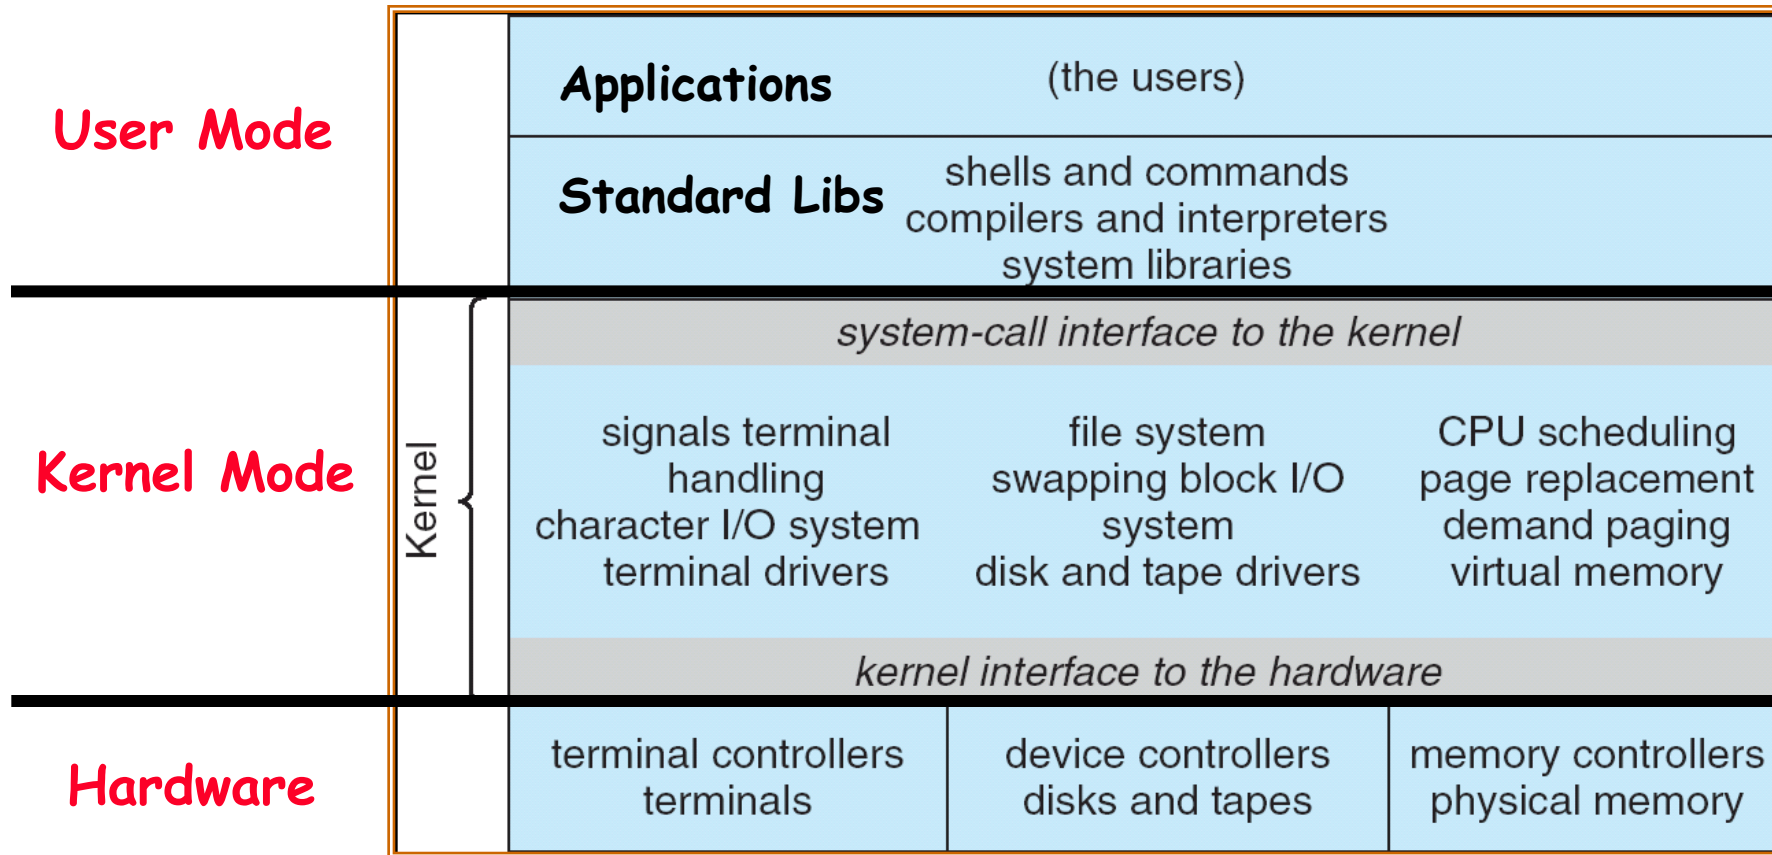 User Mode
Applications
(the users)
Standard Libs
shells and commands
compilers and interpreters
system libraries
Kernel Mode
Kernel
system-call interface to the kernel
signals terminal
handling
character I/O system
terminal drivers
file system
swapping block I/O
system
disk and tape drivers
CPU scheduling
page replacement
demand paging
virtual memory
kernel interface to the hardware
Hardware
terminal controllers
terminals
device controllers
disks and tapes
memory controllers
physical memory